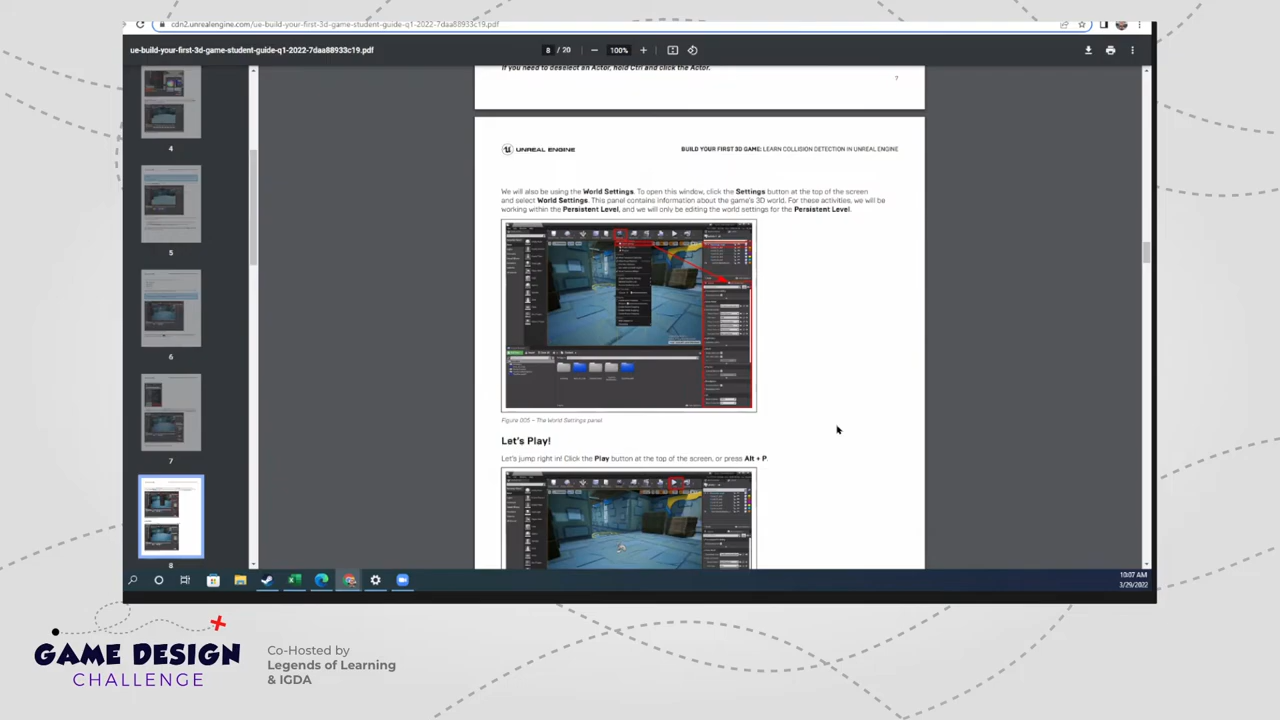 cdn2.unrealengine.com/ue-build-your-first-3d-game-student-guide-q1-2022-7daa88933c19.pdf
ue-build-your-first-3d-game-student-guide-q1-2022-7daa88933c19.pdf
8 / 20
100%
If you need to deselect an Actor, hold Ctrl and click the Actor.
7
4
UNREAL ENGINE
BUILD YOUR FIRST 3D GAME: LEARN COLLISION DETECTION IN UNREAL ENGINE
We will also be using the World Settings. To open this window, click the Settings button at the top of the screen
and select World Settings. This panel contains information about the game's 3D world. For these activities, we will be
working within the Persistent Level, and we will only be editing the world settings for the Persistent Level.
5
6
Figure 005 - The World Settings panel
Let's Play!
Let's jump right in! Click the Play button at the top of the screen, or press Alt + P.
7
8
10:07 AM
3/29/2022
GAME DESIGN
CHALLENGE
Co-Hosted by
Legends of Learning
& IGDA